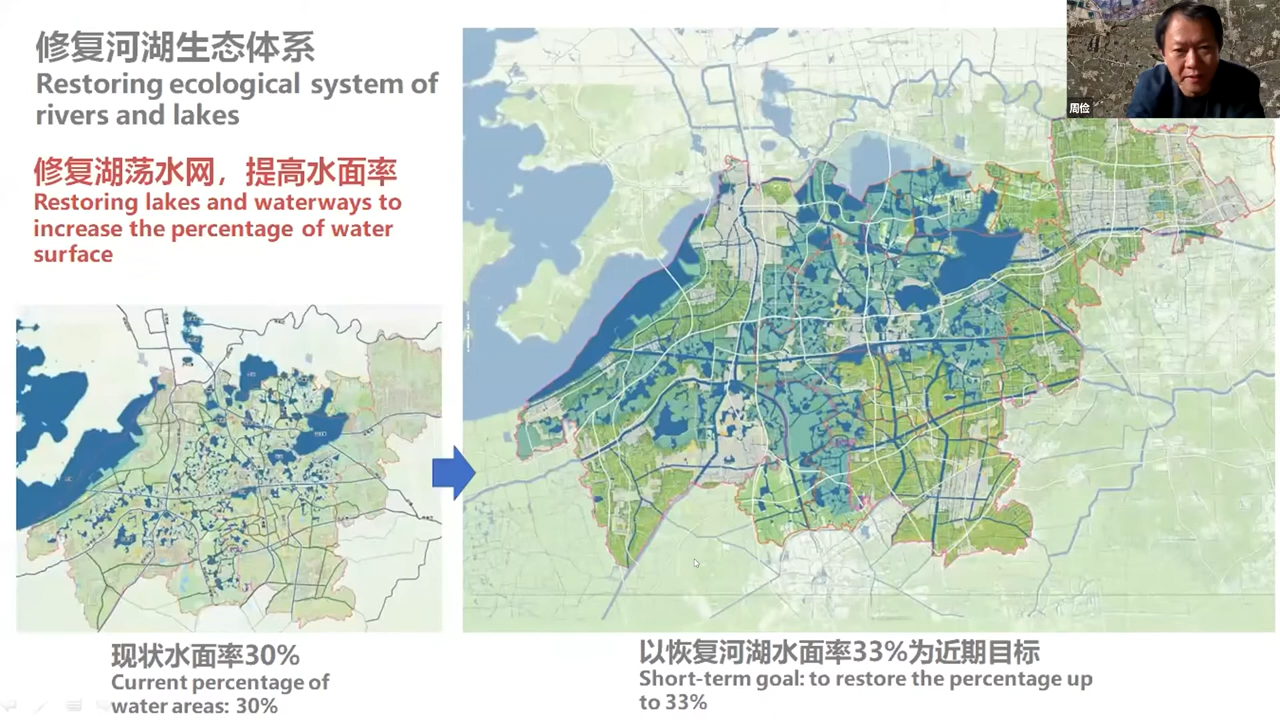 修复河湖生态体系
Restoring ecological system of
rivers and lakes
修复湖荡水网，提高水面率
Restoring lakes and waterways to
increase the percentage of water
surface
周俭
现状水面率30%
Current percentage of
water areas: 30%
以恢复河湖水面率33%为近期目标
Short-term goal: to restore the percentage up
to 33%